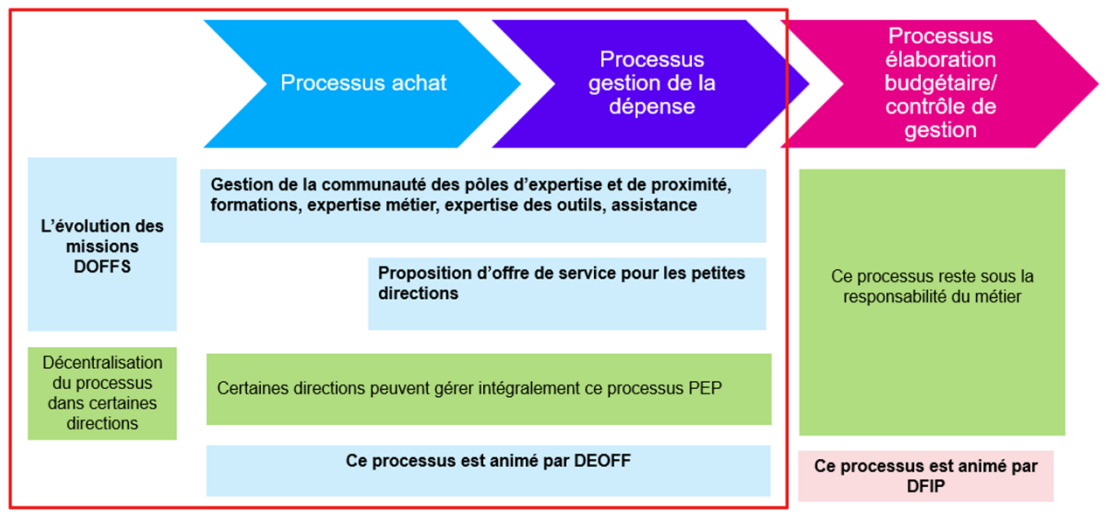 Processus achat
Processus
gestion de la
dépense
Processus
élaboration
budgétaire/
contrôle de
gestion
L'évolution des
missions
DOFFS
Gestion de la communauté des pôles d'expertise et de proximité,
formations, expertise métier, expertise des outils, assistance
Proposition d'offre de service pour les petites
directions
Ce processus reste sous la
responsabilité du métier
Décentralisation
du processus
dans certaines
directions
Certaines directions peuvent gérer intégralement ce processus PEP
Ce processus est animé par DEOFF
Ce processus est animé par
DFIP